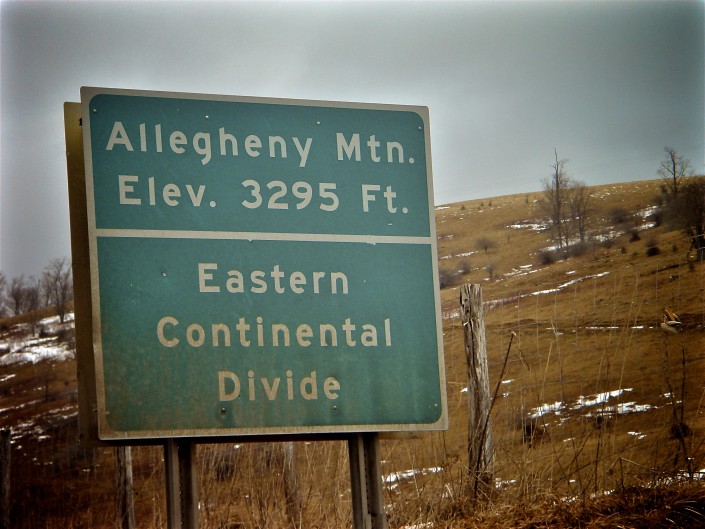 Allegheny Mtn.
Elev. 3295 Ft.
Eastern
Continental
Divide